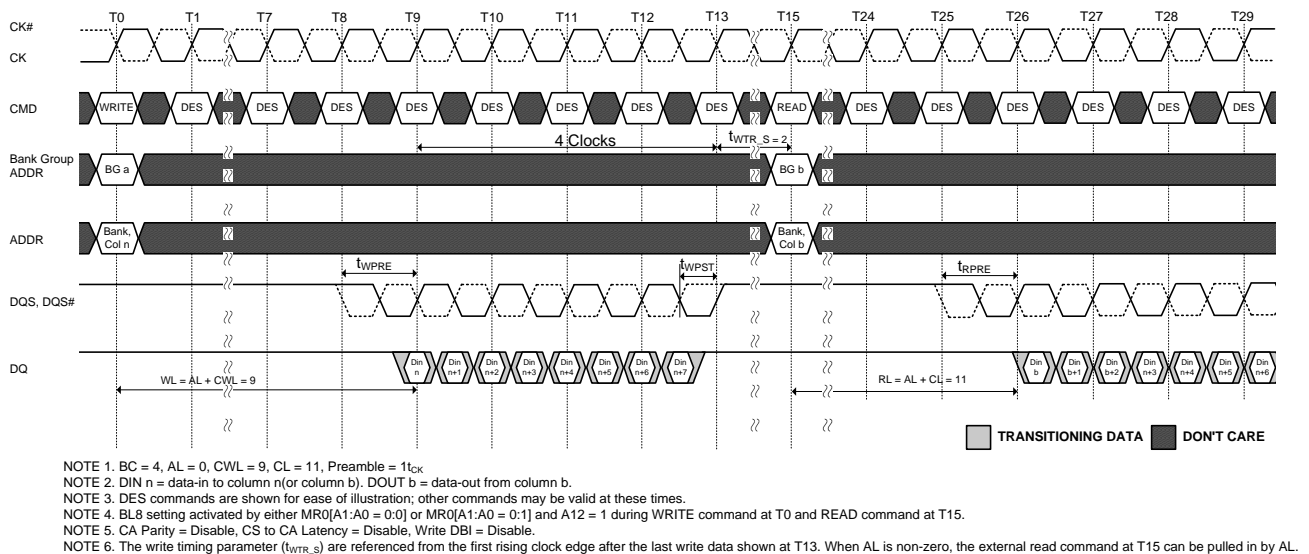 T0 T1 T7 T8 T9 T10 T11 T12 T13 T15 T24 T25 T26 T27 T28 T29
CK#
CK
CMD WRITE DES DES DES DES DES DES DES DES READ DES DES DES DES DES DES
4 Clocks tWTR_S = 2
Bank Group
ADDR
BG a BG b
ADDR
Bank,
Col n
Bank,
Col b
tWPRE tWPST tRPRE
DQS, DQS#
DQ
Din
n
Din
n+1
Din
n+2
Din
n+3
Din
n+4
Din
n+5
Din
n+6
Din
n+7
Din
b
Din
b+1
Din
b+2
Din
n+3
Din
n+4
Din
n+5
Din
n+6
WL = AL + CWL = 9 RL = AL + CL = 11
TRANSITIONING DATA DON'T CARE
NOTE 1. BC = 4, AL = 0, CWL = 9, CL = 11, Preamble = 1tCK
NOTE 2. DIN n = data-in to column n(or column b). DOUT b = data-out from column b.
NOTE 3. DES commands are shown for ease of illustration; other commands may be valid at these times.
NOTE 4. BL8 setting activated by either MR0[A1:A0 = 0:0] or MR0[A1:A0 = 0:1] and A12 = 1 during WRITE command at T0 and READ command at T15.
NOTE 5. CA Parity = Disable, CS to CA Latency = Disable, Write DBI = Disable.
NOTE 6. The write timing parameter (tWTR_S) are referenced from the first rising clock edge after the last write data shown at T13. When AL is non-zero, the external read command at T15 can be pulled in by AL.